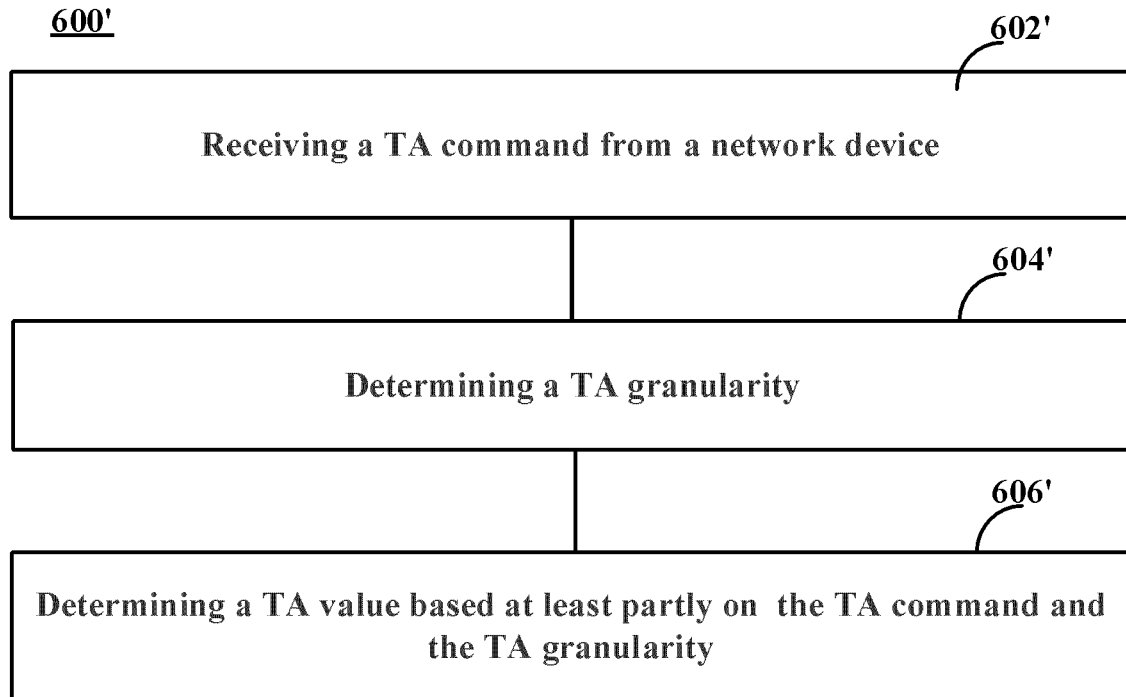 600'
602'
Receiving a TA command from a network device
604'
Determining a TA granularity
606'
Determining a TA value based at least partly on the TA command and
the TA granularity